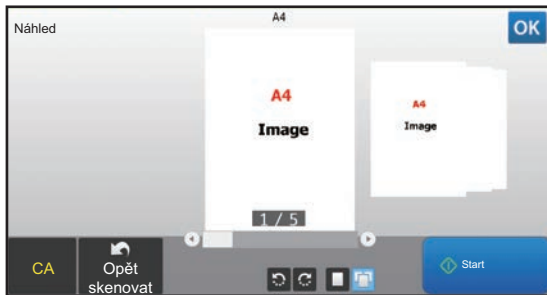 A4
Náhled
OK
A4
Image
A4
Image
1 / 5
CA
Opět
skenovat
Start